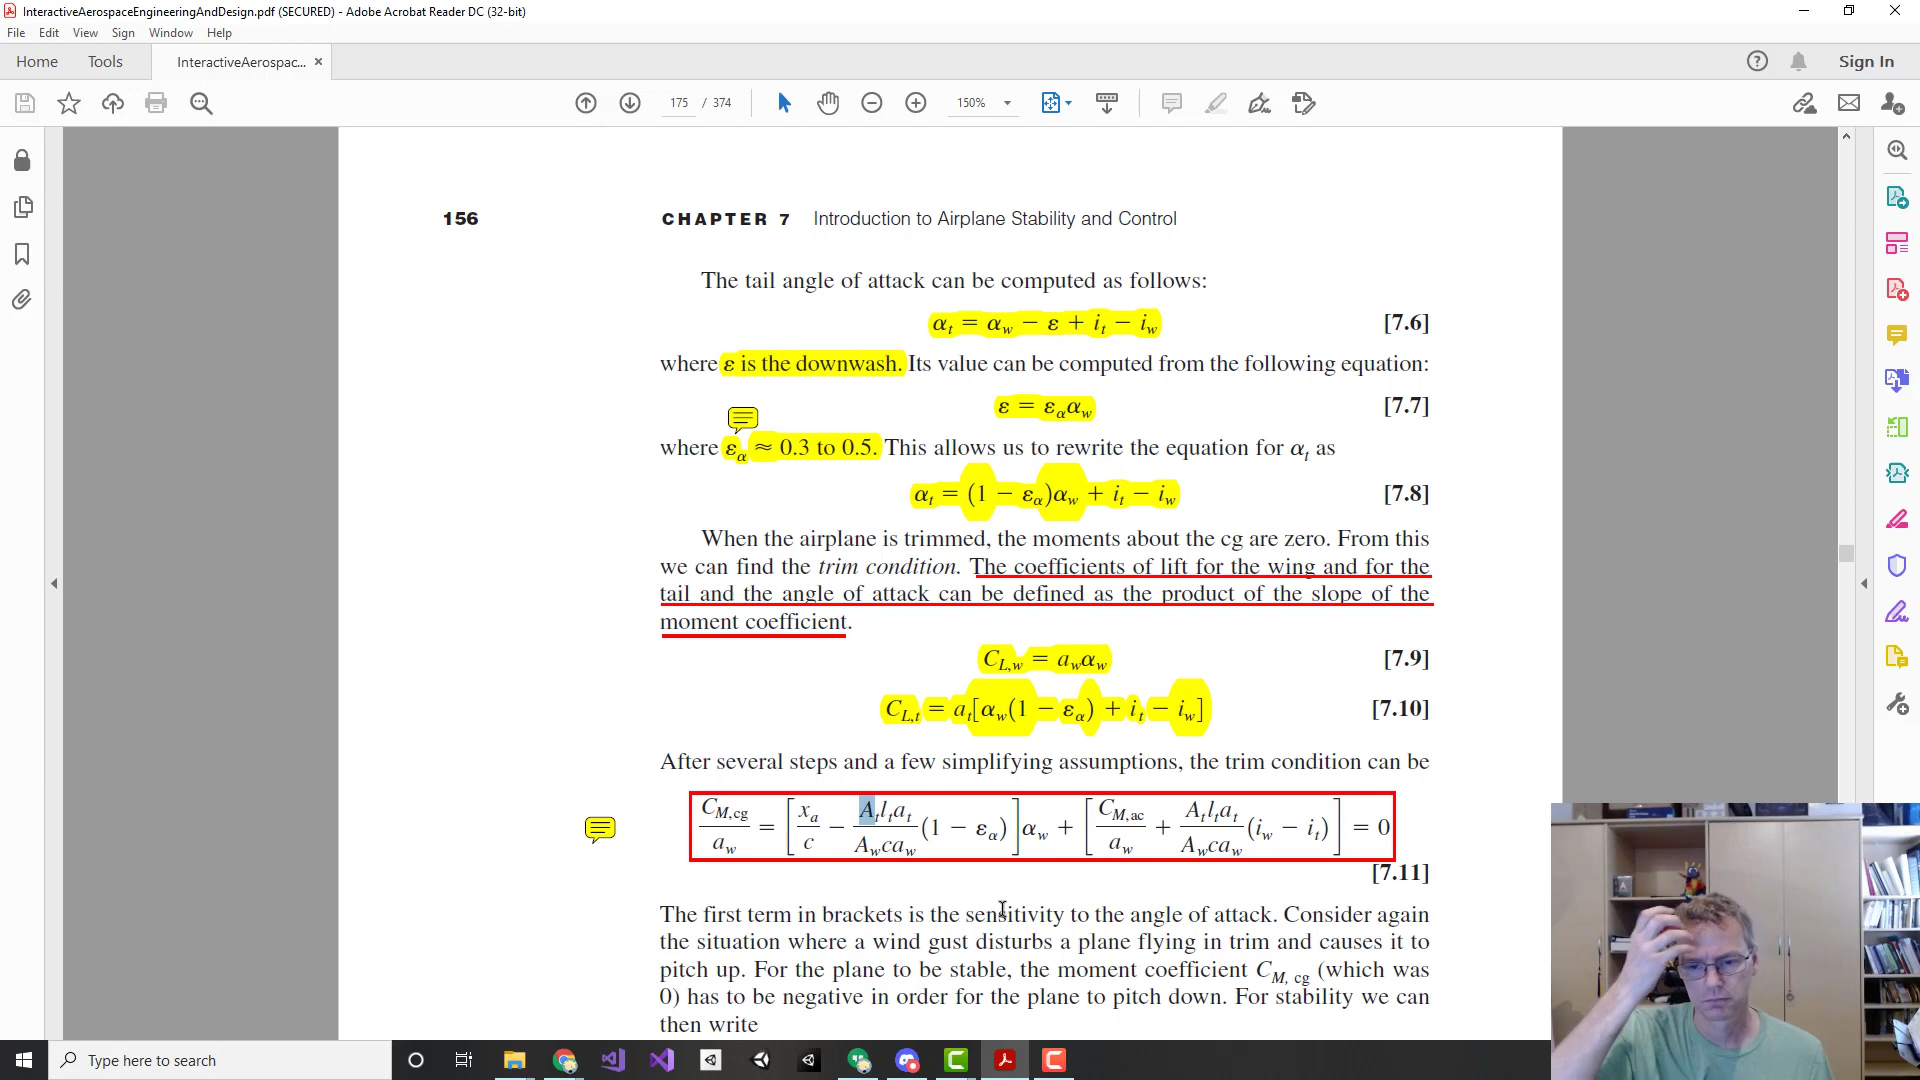 InteractiveAerospaceEngineeringAndDesign.pdf (SECURED) - Adobe Acrobat Reader DC (32-bit)
File Edit View Sign Window Help
Home Tools InteractiveAerospac... × Sign In
175 / 374 150%
156 CHAPTER 7 Introduction to Airplane Stability and Control
The tail angle of attack can be computed as follows:
α_t = α_w − ε + i_t − i_w [7.6]
where ε is the downwash. Its value can be computed from the following equation:
ε = ε_α α_w [7.7]
where ε_α ≈ 0.3 to 0.5. This allows us to rewrite the equation for α_t as
α_t = (1 − ε_α)α_w + i_t − i_w [7.8]
When the airplane is trimmed, the moments about the cg are zero. From this
we can find the trim condition. The coefficients of lift for the wing and for the
tail and the angle of attack can be defined as the product of the slope of the
moment coefficient.
C_{L,w} = a_w α_w [7.9]
C_{L,t} = a_t[α_w(1 − ε_α) + i_t − i_w] [7.10]
After several steps and a few simplifying assumptions, the trim condition can be
C_{M,cg}/a_w = [x_a/c − A_t l_t a_t/A_w c a_w (1 − ε_α)] α_w + [C_{M,ac}/a_w + A_t l_t a_t/A_w c a_w (i_w − i_t)] = 0
[7.11]
The first term in brackets is the sensitivity to the angle of attack. Consider again
the situation where a wind gust disturbs a plane flying in trim and causes it to
pitch up. For the plane to be stable, the moment coefficient C_{M, cg} (which was
0) has to be negative in order for the plane to pitch down. For stability we can
then write
Type here to search